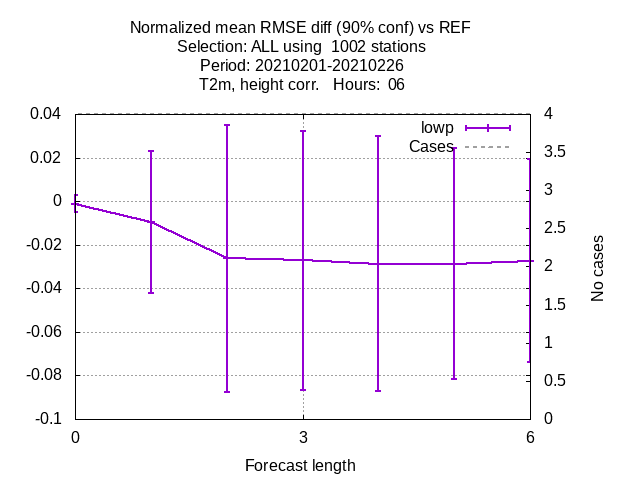 Normalized mean RMSE diff (90% conf) vs REF
Selection: ALL using  1002 stations
Period: 20210201-20210226
T2m, height corr.   Hours:  06
lowp
Cases
0.04
0.02
0
-0.02
-0.04
-0.06
-0.08
-0.1
4
3.5
3
2.5
2
1.5
1
0.5
0
No cases
0
3
6
Forecast length